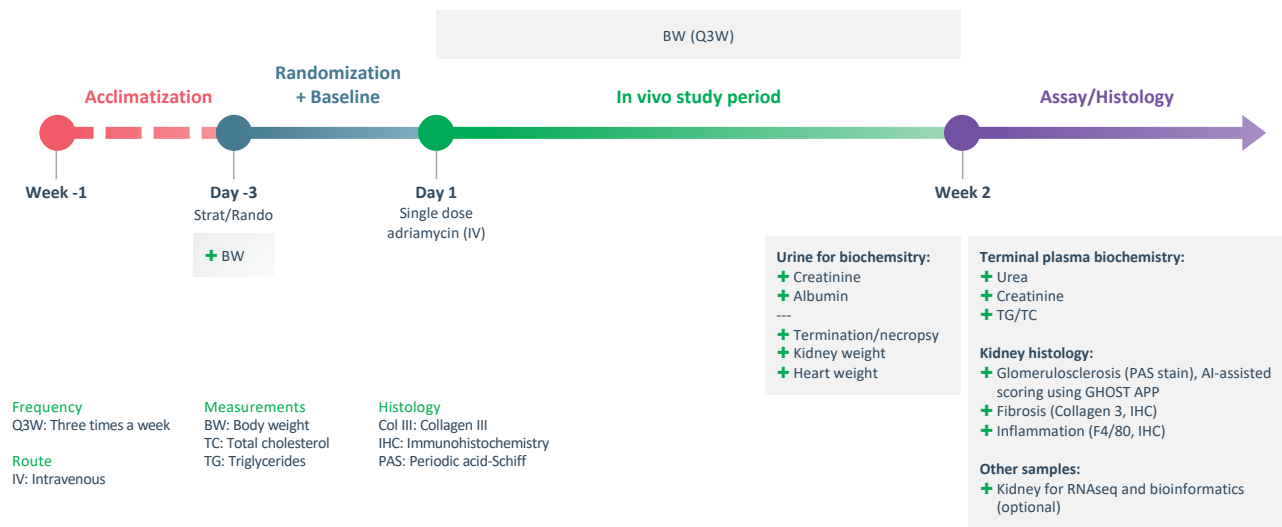 BW (Q3W)
Acclimatization
Randomization
+ Baseline
In vivo study period
Assay/Histology
Week -1
Day -3
Strat/Rando
+ BW
Day 1
Single dose
adriamycin (IV)
Week 2
Urine for biochemsitry:
+ Creatinine
+ Albumin
---
+ Termination/necropsy
+ Kidney weight
+ Heart weight
Terminal plasma biochemistry:
+ Urea
+ Creatinine
+ TG/TC
Kidney histology:
+ Glomerulosclerosis (PAS stain), AI-assisted
scoring using GHOST APP
+ Fibrosis (Collagen 3, IHC)
+ Inflammation (F4/80, IHC)
Other samples:
+ Kidney for RNAseq and bioinformatics
(optional)
Frequency
Q3W: Three times a week
Route
IV: Intravenous
Measurements
BW: Body weight
TC: Total cholesterol
TG: Triglycerides
Histology
Col III: Collagen III
IHC: Immunohistochemistry
PAS: Periodic acid-Schiff